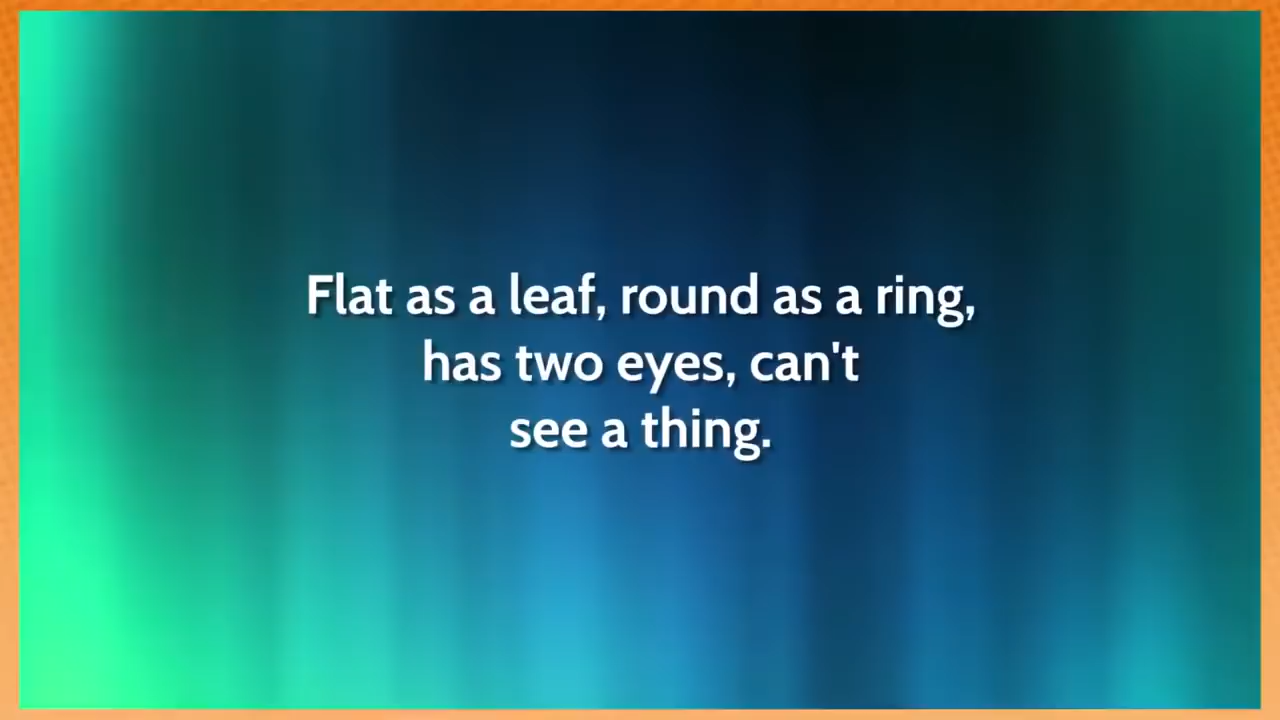 Flat as a leaf, round as a ring,
has two eyes, can't
see a thing.